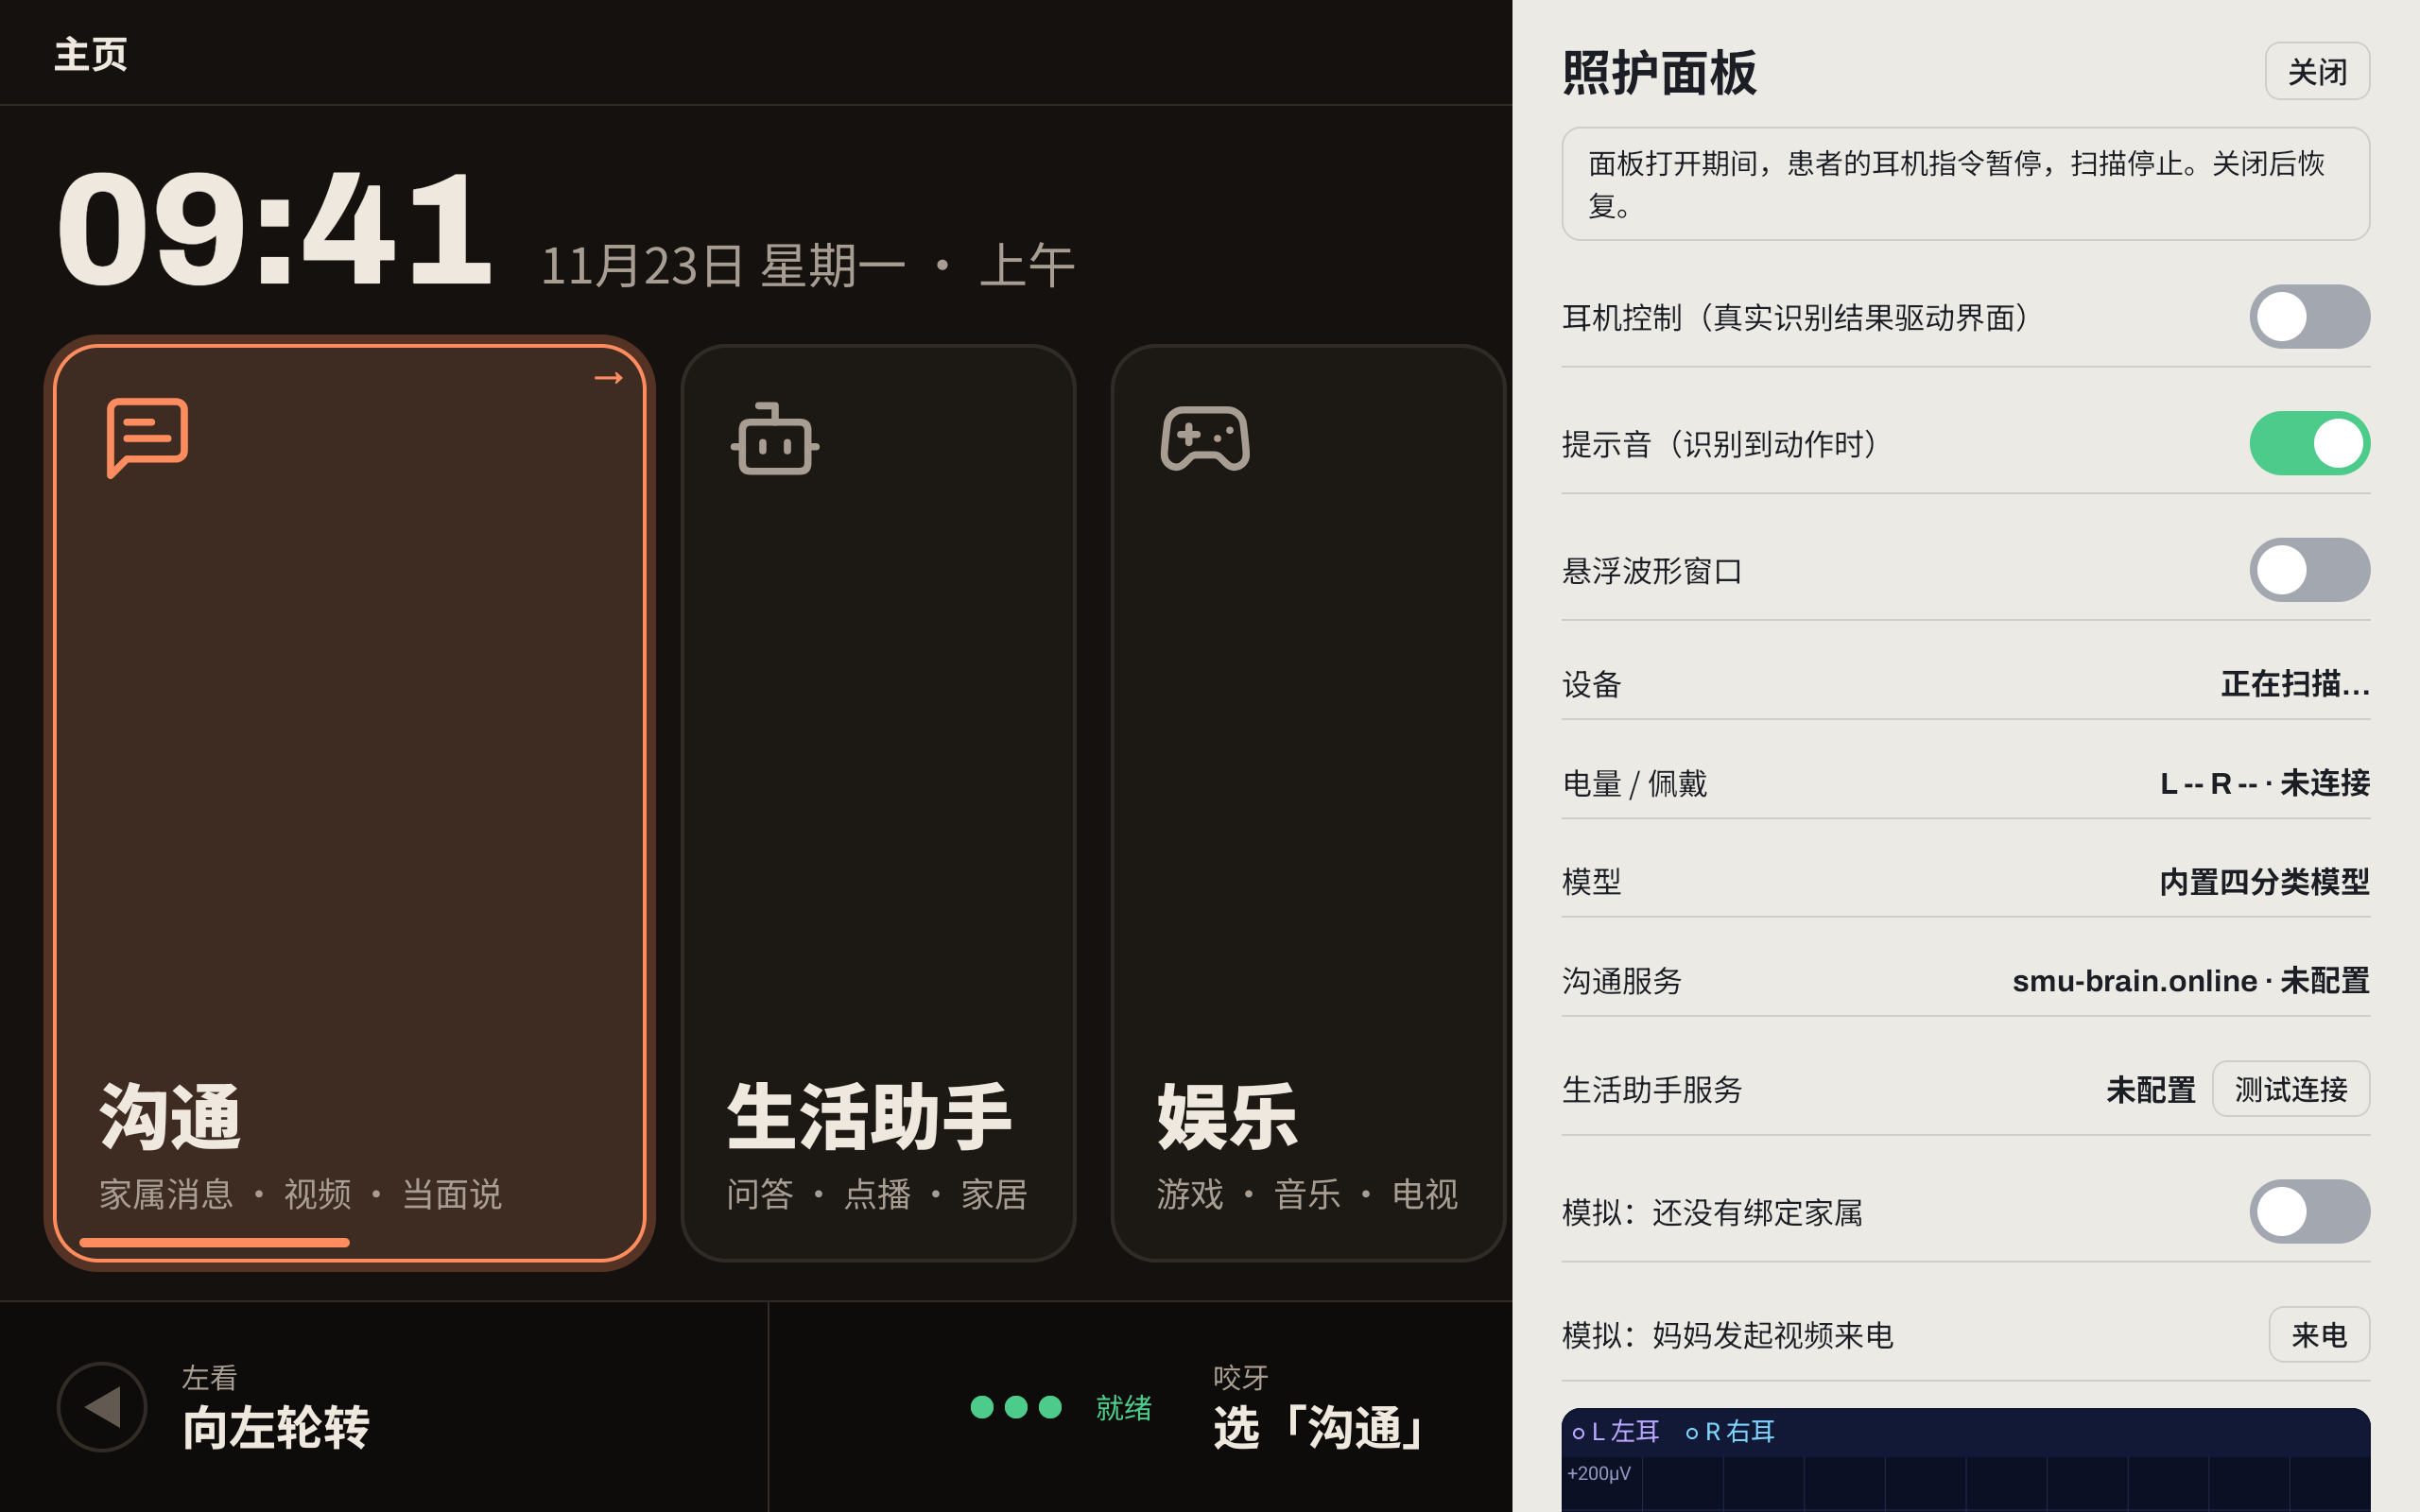 主页
09:41 11月23日 星期一 · 上午
→
沟通
家属消息 · 视频 · 当面说
生活助手
问答 · 点播 · 家居
娱乐
游戏 · 音乐 · 电视
左看
向左轮转
就绪
咬牙
选「沟通」
照护面板
关闭
面板打开期间，患者的耳机指令暂停，扫描停止。关闭后恢
复。
耳机控制（真实识别结果驱动界面）
提示音（识别到动作时）
悬浮波形窗口
设备 正在扫描...
电量 / 佩戴 L -- R -- · 未连接
模型 内置四分类模型
沟通服务 smu-brain.online · 未配置
生活助手服务 未配置 测试连接
模拟：还没有绑定家属
模拟：妈妈发起视频来电 来电
L 左耳 R 右耳
+200μV